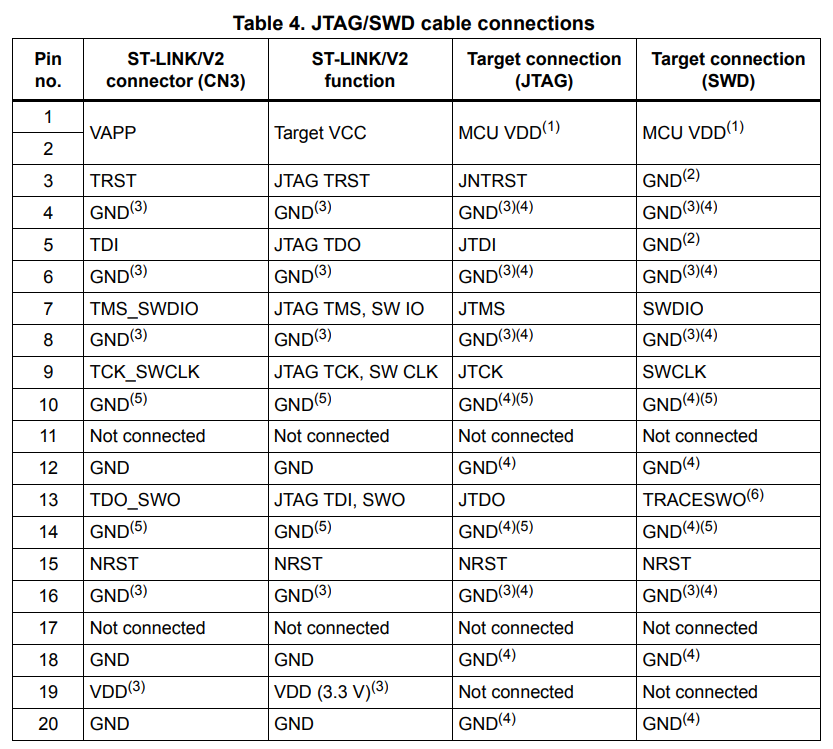 Table 4. JTAG/SWD cable connections
Pin no. ST-LINK/V2 connector (CN3) ST-LINK/V2 function Target connection (JTAG) Target connection (SWD)
1
2 VAPP Target VCC MCU VDD(1) MCU VDD(1)
3 TRST JTAG TRST JNTRST GND(2)
4 GND(3) GND(3) GND(3)(4) GND(3)(4)
5 TDI JTAG TDO JTDI GND(2)
6 GND(3) GND(3) GND(3)(4) GND(3)(4)
7 TMS_SWDIO JTAG TMS, SW IO JTMS SWDIO
8 GND(3) GND(3) GND(3)(4) GND(3)(4)
9 TCK_SWCLK JTAG TCK, SW CLK JTCK SWCLK
10 GND(5) GND(5) GND(4)(5) GND(4)(5)
11 Not connected Not connected Not connected Not connected
12 GND GND GND(4) GND(4)
13 TDO_SWO JTAG TDI, SWO JTDO TRACESWO(6)
14 GND(5) GND(5) GND(4)(5) GND(4)(5)
15 NRST NRST NRST NRST
16 GND(3) GND(3) GND(3)(4) GND(3)(4)
17 Not connected Not connected Not connected Not connected
18 GND GND GND(4) GND(4)
19 VDD(3) VDD (3.3 V)(3) Not connected Not connected
20 GND GND GND(4) GND(4)